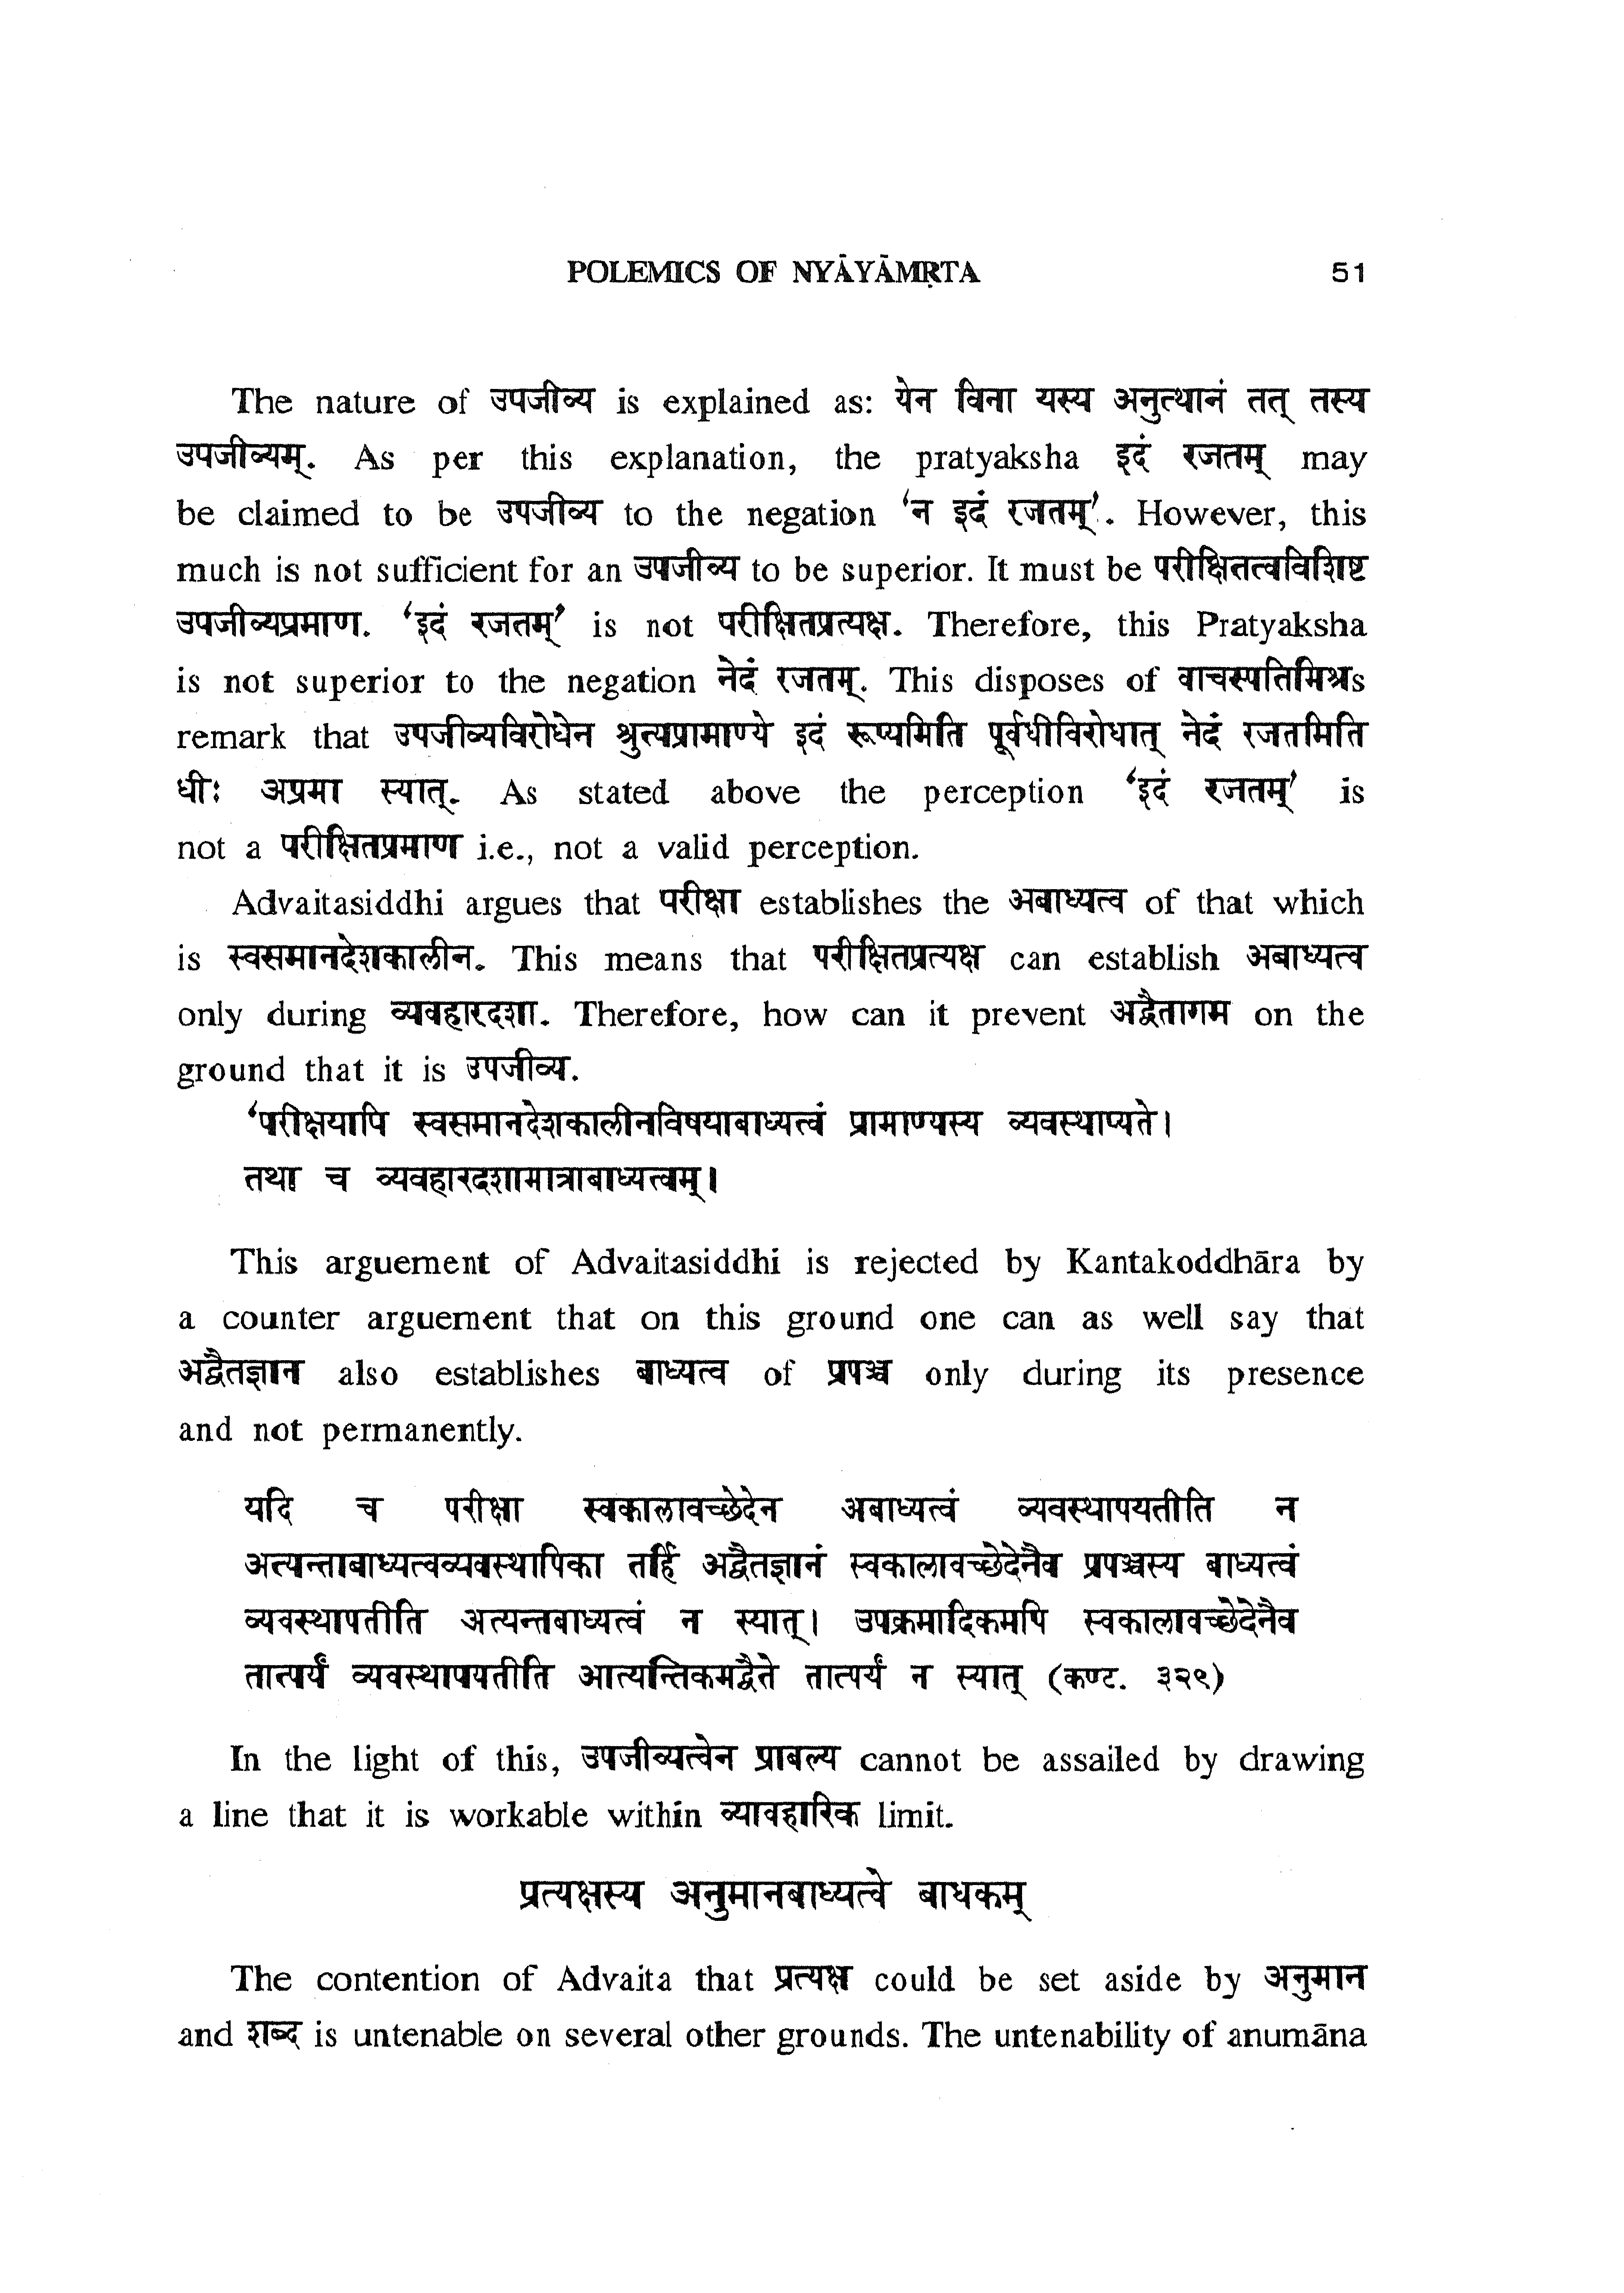 POLEMICS OF NYĀYĀMṚTA 51
The nature of उपजीव्य is explained as: येन विना यस्य अनुत्थानं तत् तस्य
उपजीव्यम्. As per this explanation, the pratyaksha इदं रजतम् may
be claimed to be उपजीव्य to the negation ‘न इदं रजतम्’. However, this
much is not sufficient for an उपजीव्य to be superior. It must be परीक्षितत्वविशिष्ट
उपजीव्यप्रमाण. ‘इदं रजतम्’ is not परीक्षितप्रत्यक्ष. Therefore, this Pratyaksha
is not superior to the negation नेदं रजतम्. This disposes of वाचस्पतिमिश्रs
remark that उपजीव्यविरोधेन श्रुत्यप्रामाण्ये इदं रूप्यमिति पूर्वधीविरोधात् नेदं रजतमिति
धीः अप्रमा स्यात्. As stated above the perception ‘इदं रजतम्’ is
not a परीक्षितप्रमाण i.e., not a valid perception.
Advaitasiddhi argues that परीक्षा establishes the अबाध्यत्व of that which
is स्वसमानदेशकालीन. This means that परीक्षितप्रत्यक्ष can establish अबाध्यत्व
only during व्यवहारदशा. Therefore, how can it prevent अद्वैतागम on the
ground that it is उपजीव्य.
‘परीक्षयापि स्वसमानदेशकालीनविषयाबाध्यत्वं प्रामाण्यस्य व्यवस्थाप्यते।
तथा च व्यवहारदशामात्राबाध्यत्वम्।
This arguement of Advaitasiddhi is rejected by Kantakoddhāra by
a counter arguement that on this ground one can as well say that
अद्वैतज्ञान also establishes बाध्यत्व of प्रपञ्च only during its presence
and not permanently.
यदि च परीक्षा स्वकालावच्छेदेन अबाध्यत्वं व्यवस्थापयतीति न
अत्यन्ताबाध्यत्वव्यवस्थापिका तर्हि अद्वैतज्ञानं स्वकालावच्छेदेनैव प्रपञ्चस्य बाध्यत्वं
व्यवस्थापतीति अत्यन्तबाध्यत्वं न स्यात्। उपक्रमादिकमपि स्वकालावच्छेदेनैव
तात्पर्यं व्यवस्थापयतीति आत्यन्तिकमद्वैते तात्पर्यं न स्यात् (कण्ट. ३२९)
In the light of this, उपजीव्यत्वेन प्राबल्य cannot be assailed by drawing
a line that it is workable within व्यावहारिक limit.
प्रत्यक्षस्य अनुमानबाध्यत्वे बाधकम्
The contention of Advaita that प्रत्यक्ष could be set aside by अनुमान
and शब्द is untenable on several other grounds. The untenability of anumāna